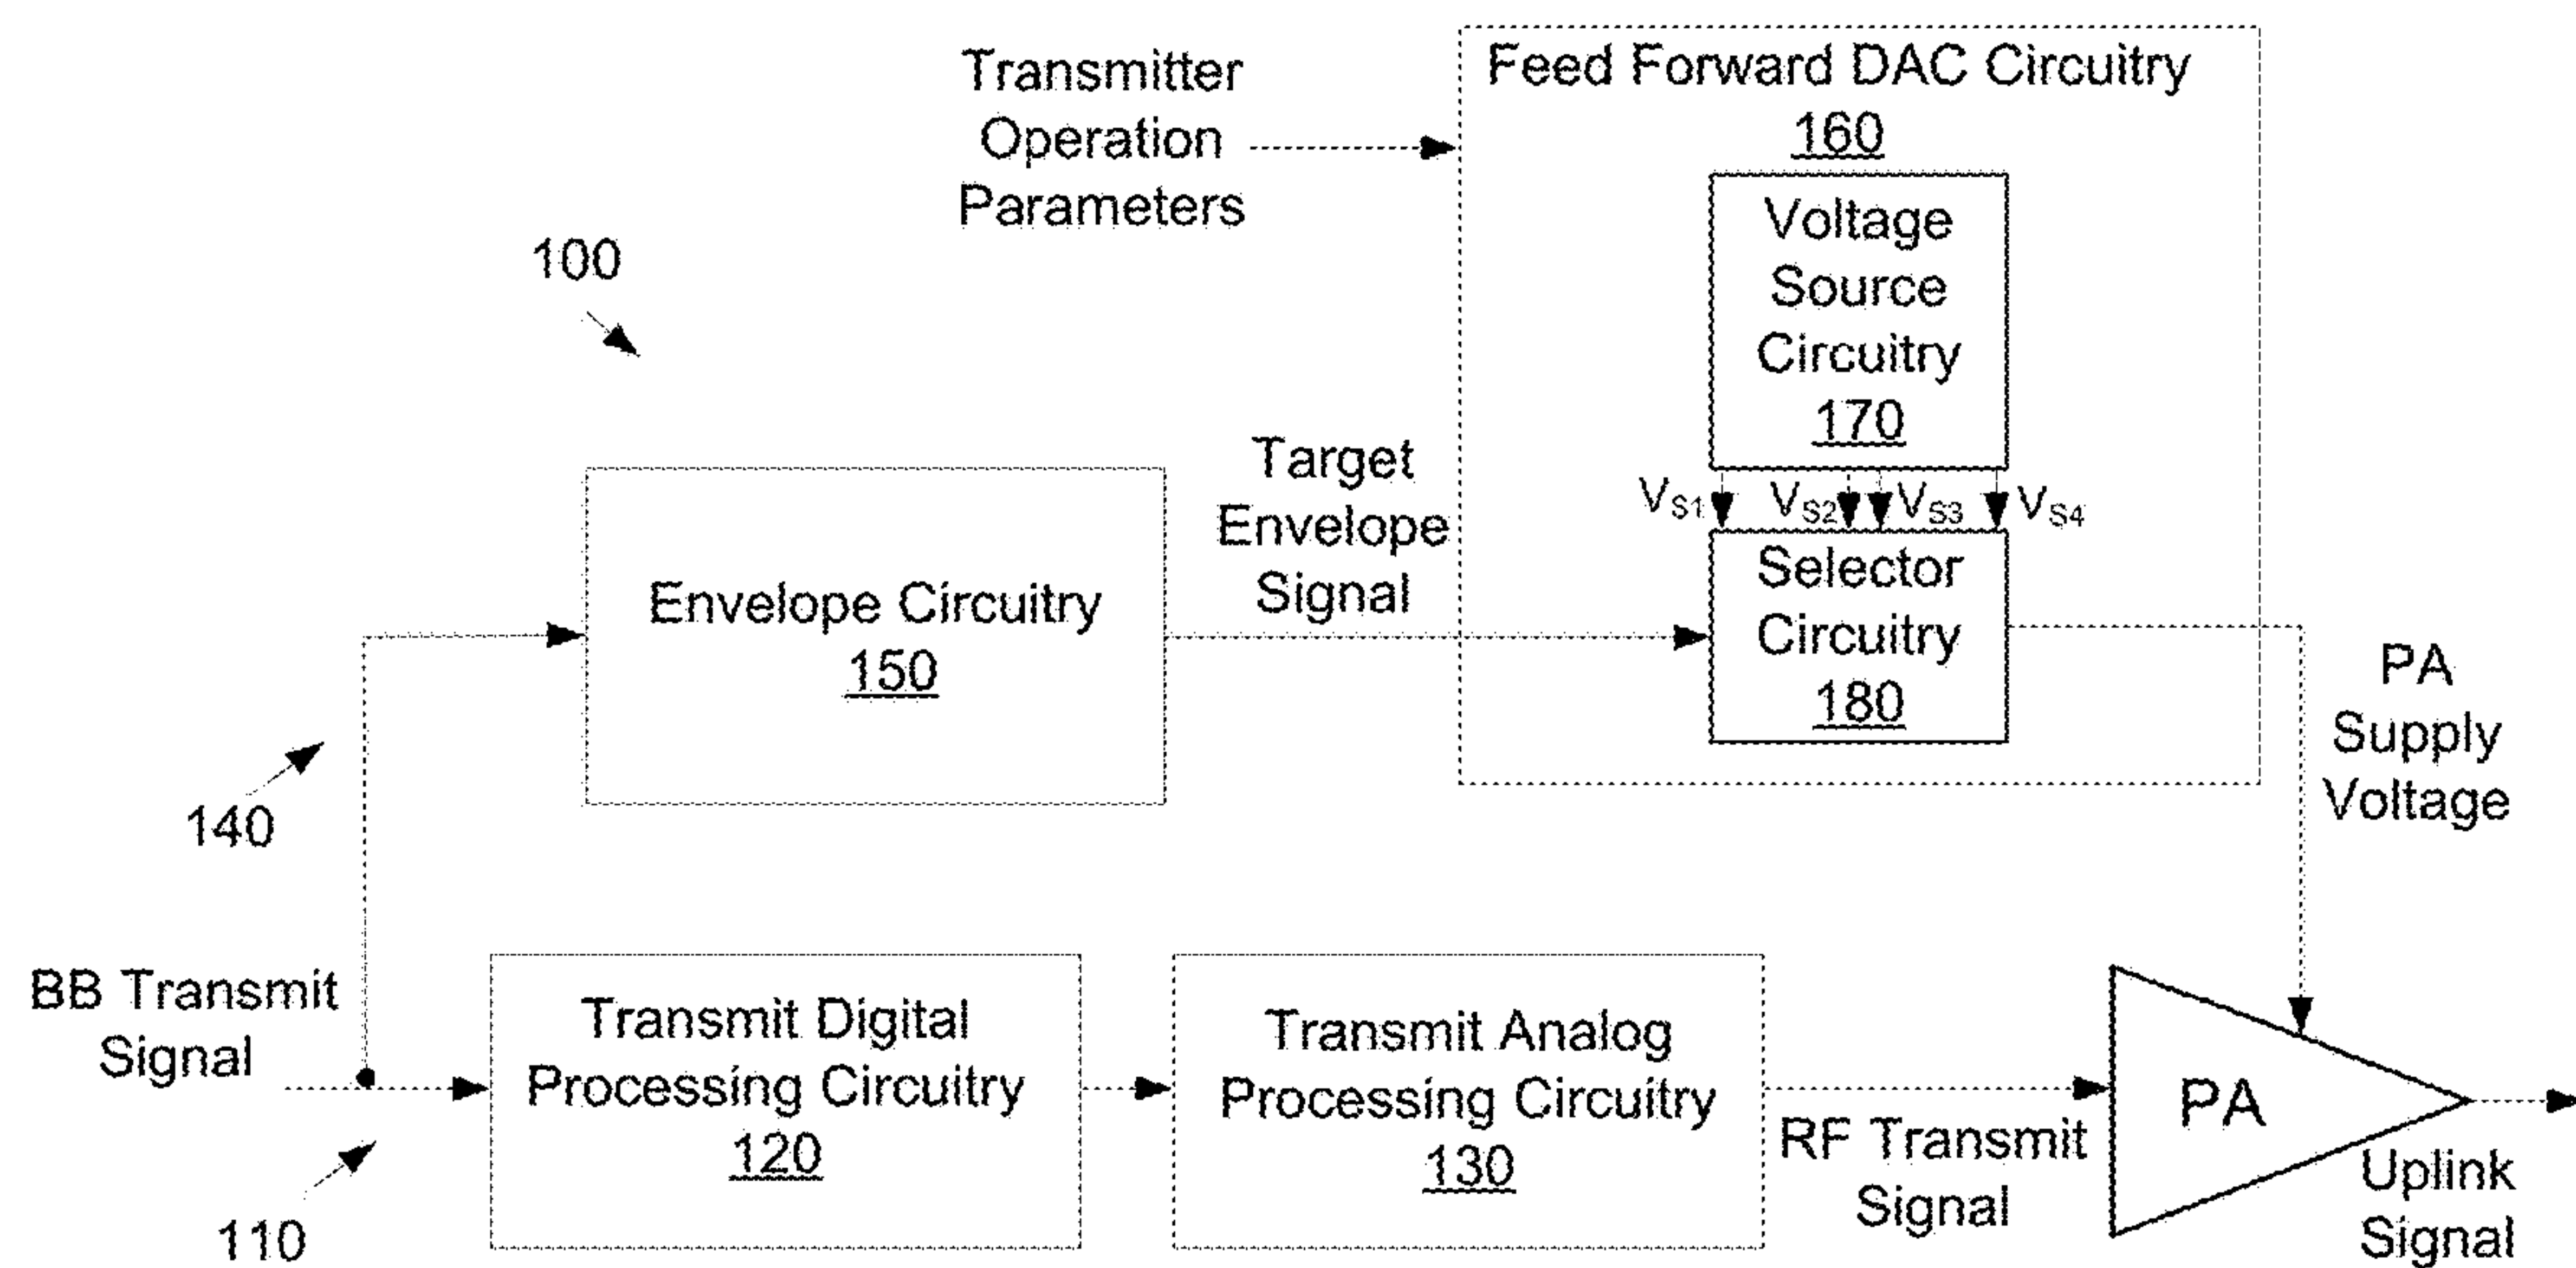 Transmitter
Operation
Parameters
Feed Forward DAC Circuitry
160
Voltage
Source
Circuitry
170
100
VS1 VS2 VS3 VS4
Target
Envelope
Signal
Envelope Circuitry
150
Selector
Circuitry
180
PA
Supply
Voltage
140
BB Transmit
Signal
Transmit Digital
Processing Circuitry
120
Transmit Analog
Processing Circuitry
130
RF Transmit
Signal
PA
Uplink
Signal
110